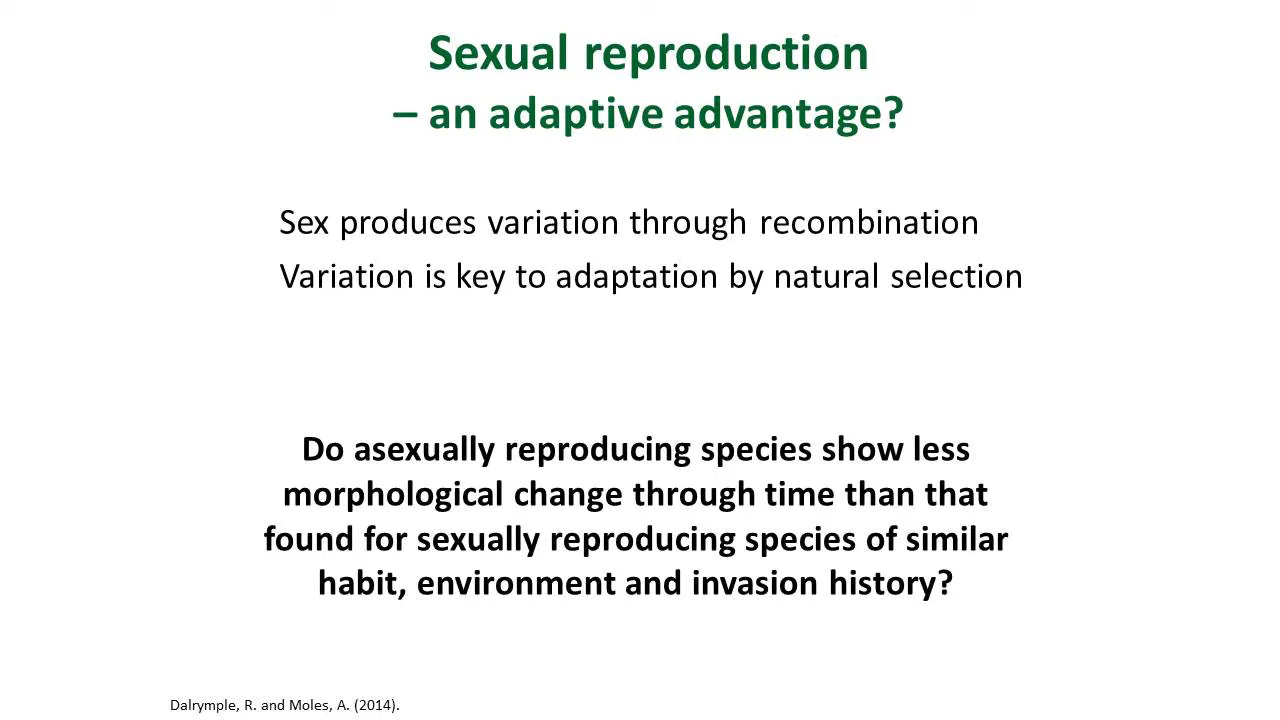 Sexual reproduction
– an adaptive advantage?
Sex produces variation through recombination
Variation is key to adaptation by natural selection
Do asexually reproducing species show less
morphological change through time than that
found for sexually reproducing species of similar
habit, environment and invasion history?
Dalrymple, R. and Moles, A. (2014).